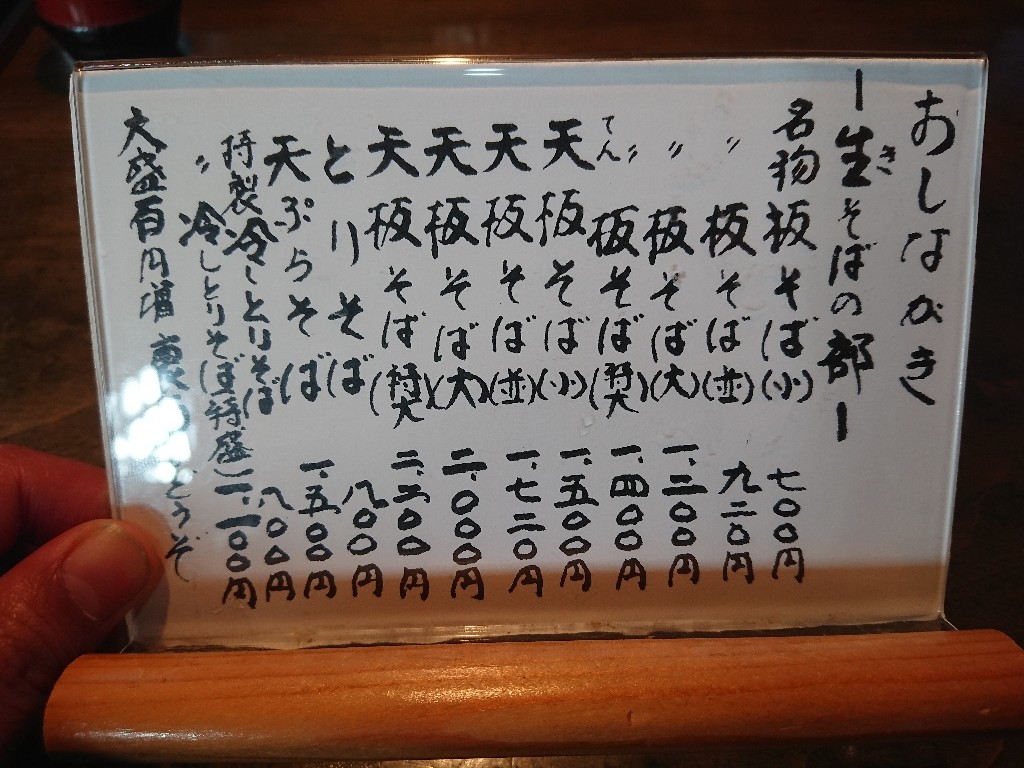 おしながき
ー生そばの部ー
き
名物板そば(小) 七〇〇円
〃 板そば(並) 九二〇円
〃 板そば(大) 一、二〇〇円
〃 板そば(特大) 一、四〇〇円
てん
天板そば(小) 一、五〇〇円
天板そば(並) 一、七二〇円
天板そば(大) 二、〇〇〇円
天板そば(特大) 二、二〇〇円
とりそば 八〇〇円
天ぷらそば 一、五〇〇円
特製冷しとりそば 八〇〇円
〃 冷しとりそば(特盛) 一、一〇〇円
大盛百円増 裏 どうぞ